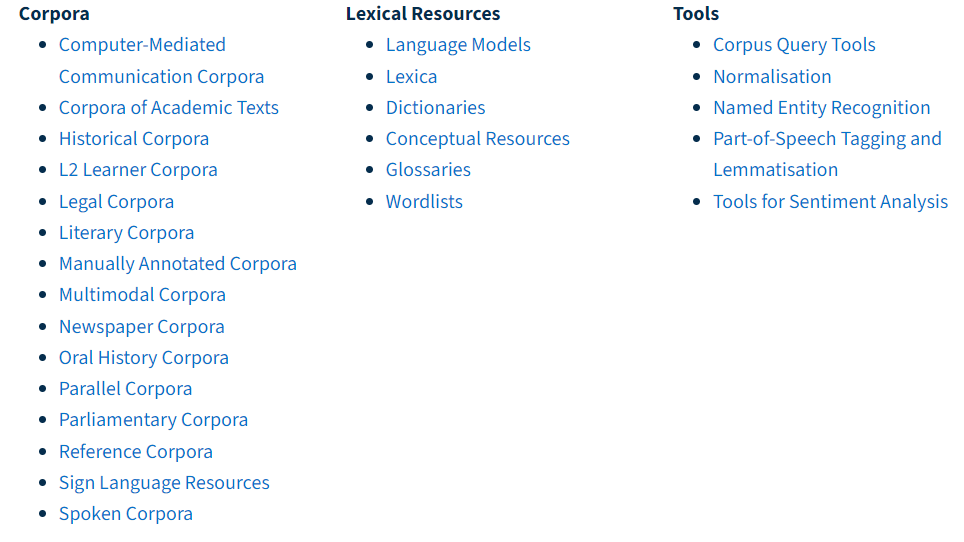 Corpora
Computer-Mediated
Communication Corpora
Corpora of Academic Texts
Historical Corpora
L2 Learner Corpora
Legal Corpora
Literary Corpora
Manually Annotated Corpora
Multimodal Corpora
Newspaper Corpora
Oral History Corpora
Parallel Corpora
Parliamentary Corpora
Reference Corpora
Sign Language Resources
Spoken Corpora
Lexical Resources
Language Models
Lexica
Dictionaries
Conceptual Resources
Glossaries
Wordlists
Tools
Corpus Query Tools
Normalisation
Named Entity Recognition
Part-of-Speech Tagging and
Lemmatisation
Tools for Sentiment Analysis